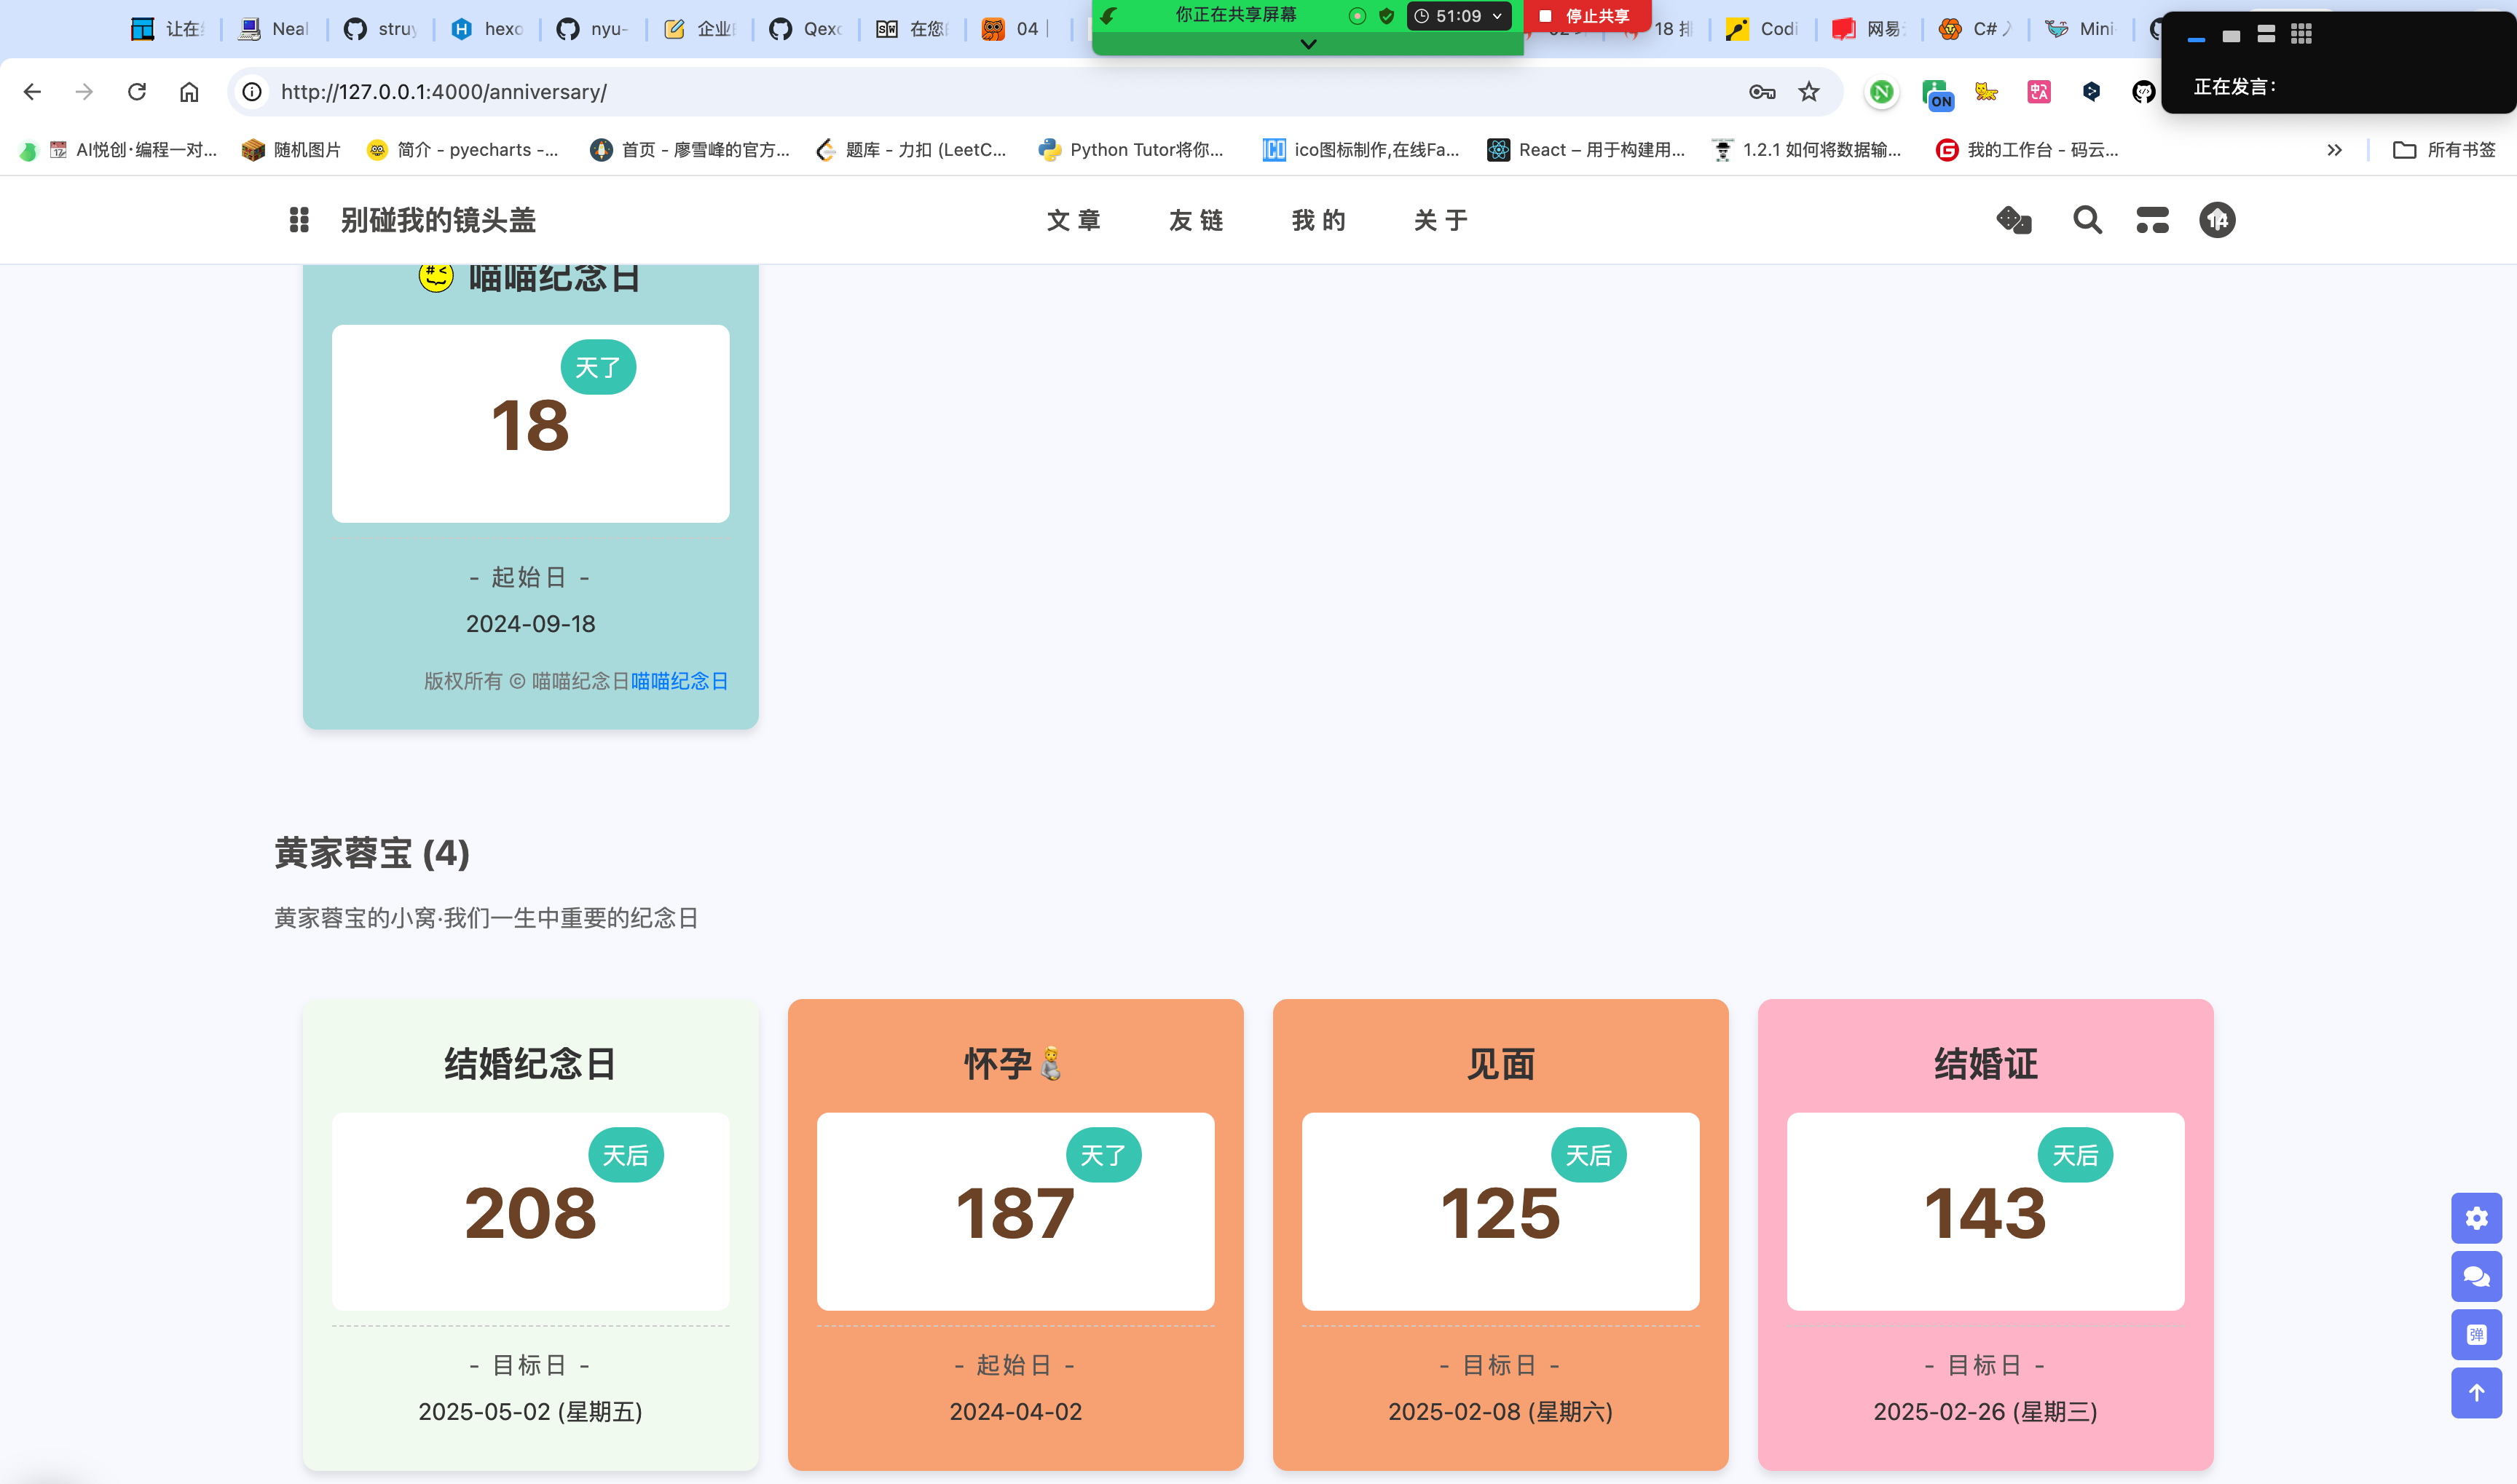 让在
Neal
struy
hexo
nyu-
企业
Qexo
在您
04
你正在共享屏幕
51:09
停止共享
18 排
Codi
网易
C# 入
Mini
正在发言：
http://127.0.0.1:4000/anniversary/
ON
AI悦创·编程一对...
随机图片
简介 - pyecharts -...
首页 - 廖雪峰的官方...
题库 - 力扣 (LeetC...
Python Tutor将你...
ico图标制作,在线Fa...
React – 用于构建用...
1.2.1 如何将数据输...
我的工作台 - 码云...
所有书签
别碰我的镜头盖
文章
友链
我的
关于
14
喵喵纪念日
天了
18
- 起始日 -
2024-09-18
版权所有 © 喵喵纪念日喵喵纪念日
黄家蓉宝 (4)
黄家蓉宝的小窝·我们一生中重要的纪念日
结婚纪念日
天后
208
- 目标日 -
2025-05-02 (星期五)
怀孕
天了
187
- 起始日 -
2024-04-02
见面
天后
125
- 目标日 -
2025-02-08 (星期六)
结婚证
天后
143
- 目标日 -
2025-02-26 (星期三)
弹